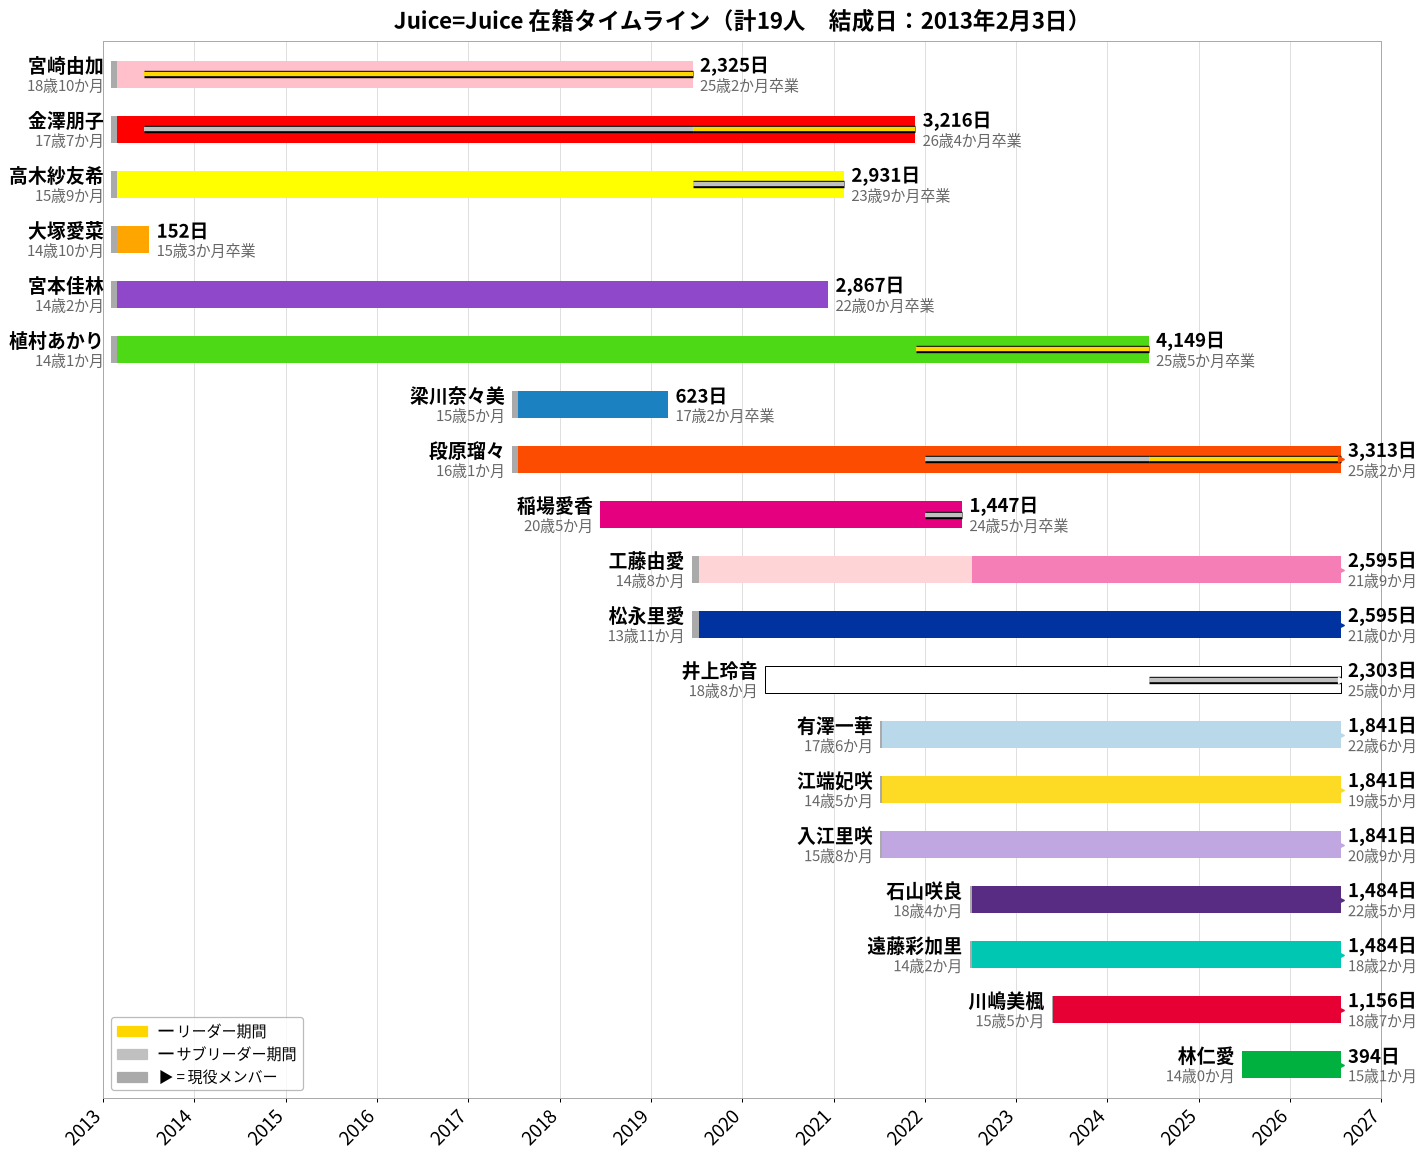 Juice=Juice 在籍タイムライン（計19人　結成日：2013年2月3日）
宮崎由加
18歳10か月
2,325日
25歳2か月卒業
金澤朋子
17歳7か月
3,216日
26歳4か月卒業
高木紗友希
15歳9か月
2,931日
23歳9か月卒業
大塚愛菜
14歳10か月
152日
15歳3か月卒業
宮本佳林
14歳2か月
2,867日
22歳0か月卒業
植村あかり
14歳1か月
4,149日
25歳5か月卒業
梁川奈々美
15歳5か月
623日
17歳2か月卒業
段原瑠々
16歳1か月
3,313日
25歳2か月
稲場愛香
20歳5か月
1,447日
24歳5か月卒業
工藤由愛
14歳8か月
2,595日
21歳9か月
松永里愛
13歳11か月
2,595日
21歳0か月
井上玲音
18歳8か月
2,303日
25歳0か月
有澤一華
17歳6か月
1,841日
22歳6か月
江端妃咲
14歳5か月
1,841日
19歳5か月
入江里咲
15歳8か月
1,841日
20歳9か月
石山咲良
18歳4か月
1,484日
22歳5か月
遠藤彩加里
14歳2か月
1,484日
18歳2か月
川嶋美楓
15歳5か月
1,156日
18歳7か月
林仁愛
14歳0か月
394日
15歳1か月
ー リーダー期間
ー サブリーダー期間
▶ = 現役メンバー
2013
2014
2015
2016
2017
2018
2019
2020
2021
2022
2023
2024
2025
2026
2027